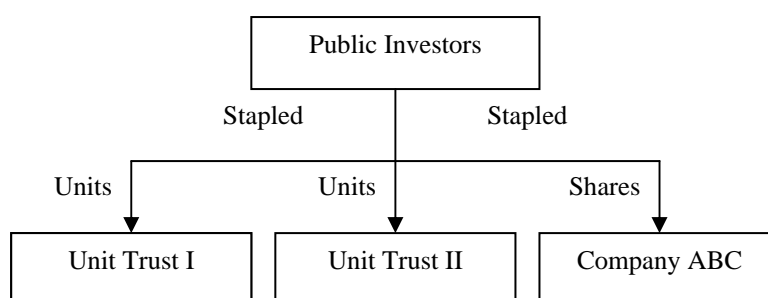 Public Investors
Stapled Stapled
Units Units Shares
Unit Trust I Unit Trust II Company ABC